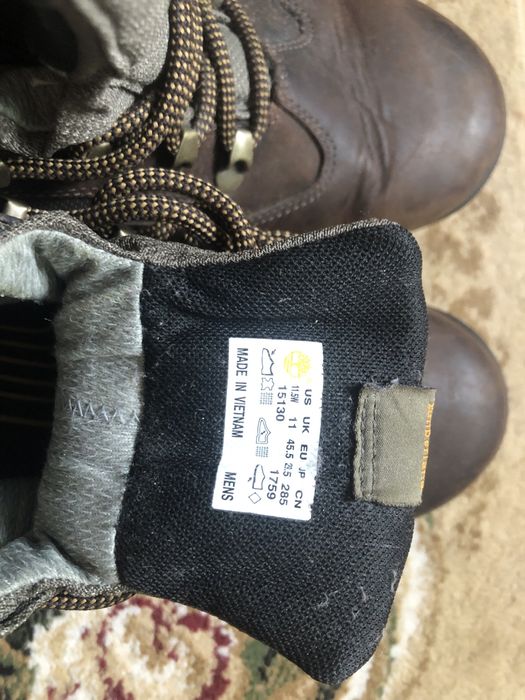 US UK EU JP CN
11.5W 11 45.5 29.5 285
15130 1759
MADE IN VIETNAM MENS